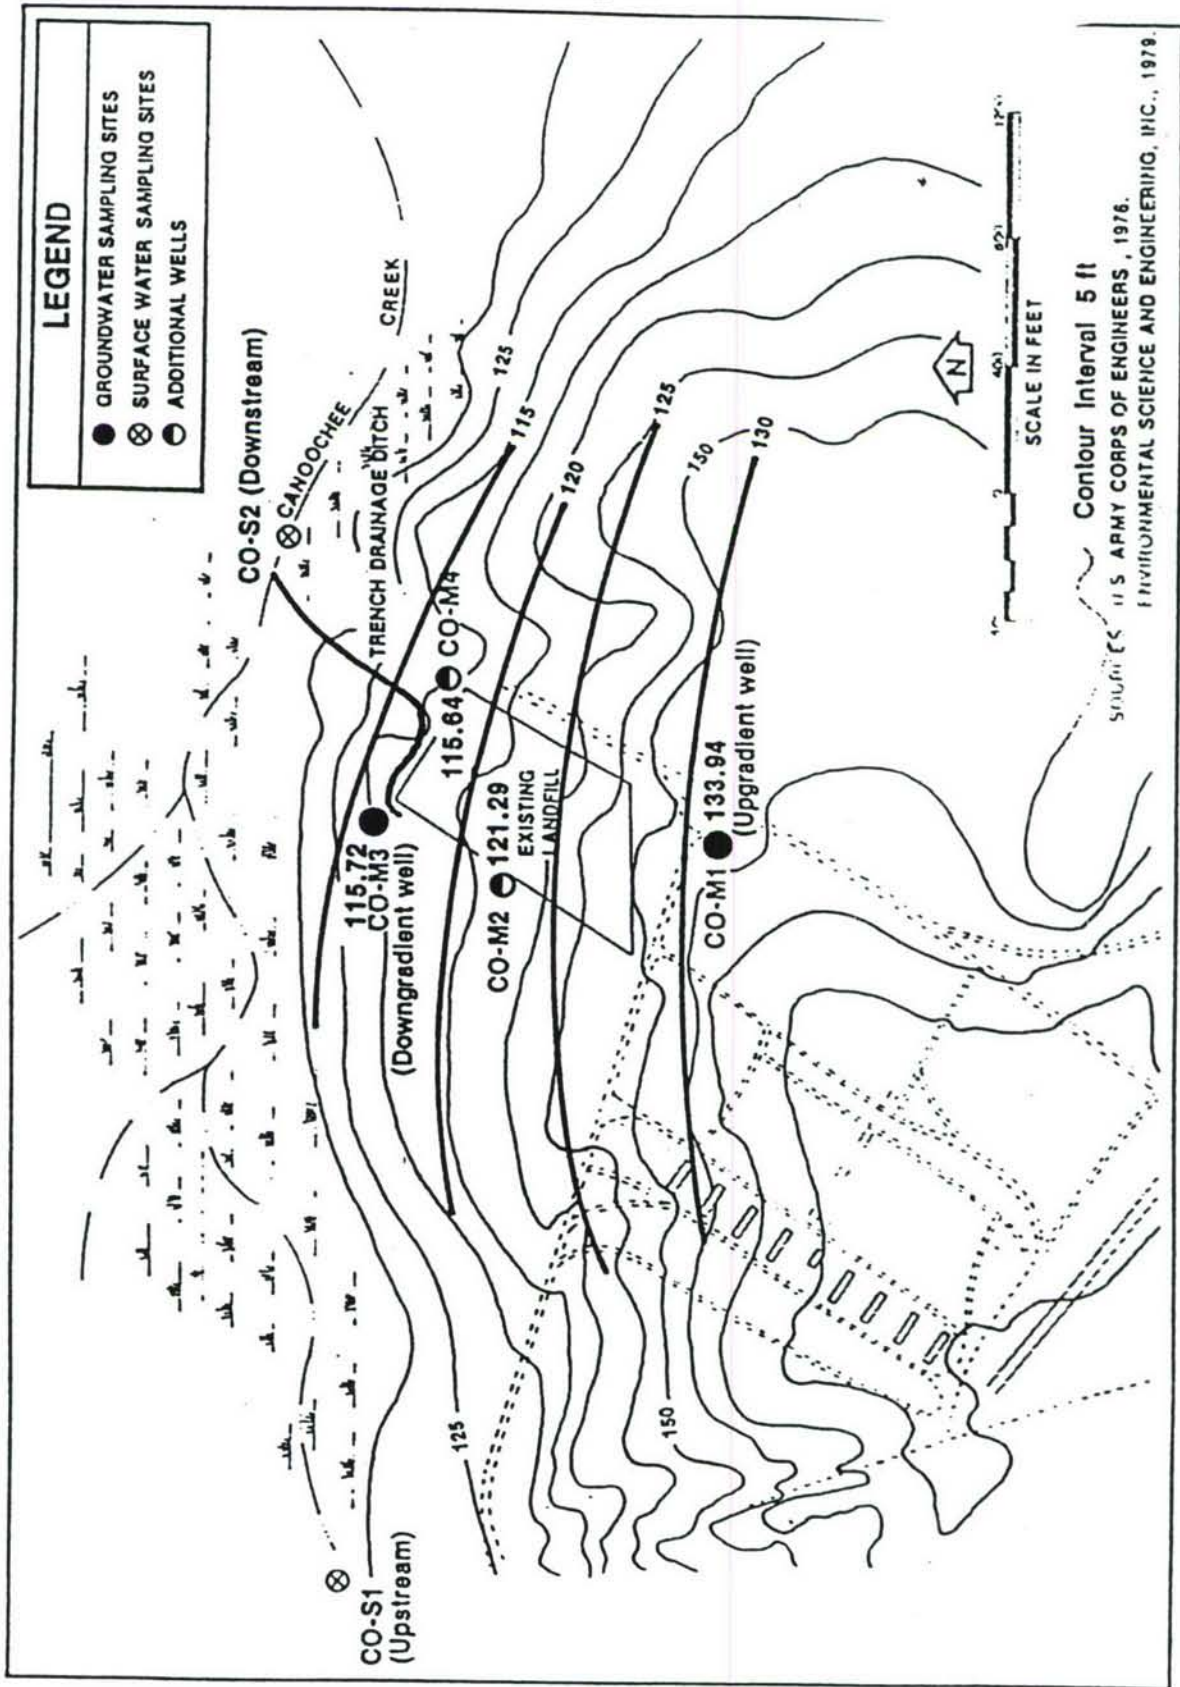 LEGEND
GROUNDWATER SAMPLING SITES
SURFACE WATER SAMPLING SITES
ADDITIONAL WELLS
CO-S2 (Downstream)
CANOOCHEE
CREEK
TRENCH DRAINAGE DITCH
125
115
CO-M4
115.64
115.72
CO-M3
(Downgradient well)
120
125
CO-M2
121.29
EXISTING
LANDFILL
150
130
CO-M1
133.94
(Upgradient well)
125
150
CO-S1
(Upstream)
N
400
SCALE IN FEET
Contour Interval 5 ft
ARMY CORPS OF ENGINEERS, 1976.
ENVIRONMENTAL SCIENCE AND ENGINEERING, INC., 1979.